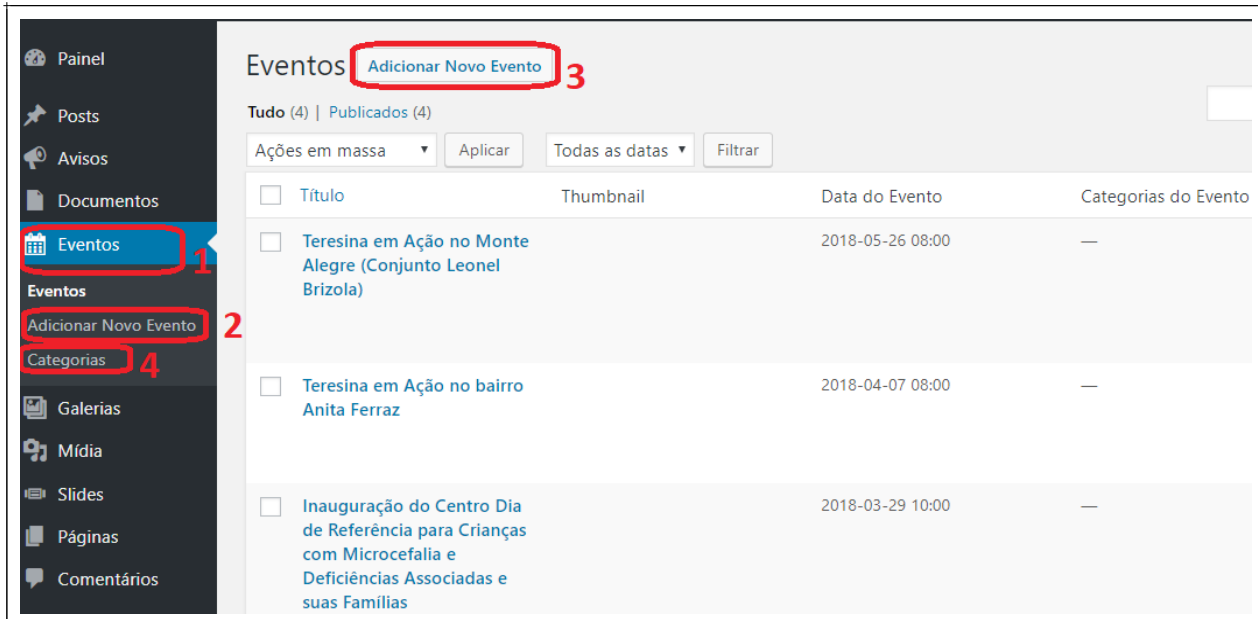 Painel
Posts
Avisos
Documentos
Eventos
1
Eventos
Adicionar Novo Evento
2
Categorias
4
Galerias
Mídia
Slides
Páginas
Comentários
Eventos Adicionar Novo Evento 3
Tudo (4) | Publicados (4)
Ações em massa Aplicar Todas as datas Filtrar
Título Thumbnail Data do Evento Categorias do Evento
Teresina em Ação no Monte 2018-05-26 08:00 —
Alegre (Conjunto Leonel
Brizola)
Teresina em Ação no bairro 2018-04-07 08:00 —
Anita Ferraz
Inauguração do Centro Dia 2018-03-29 10:00 —
de Referência para Crianças
com Microcefalia e
Deficiências Associadas e
suas Famílias